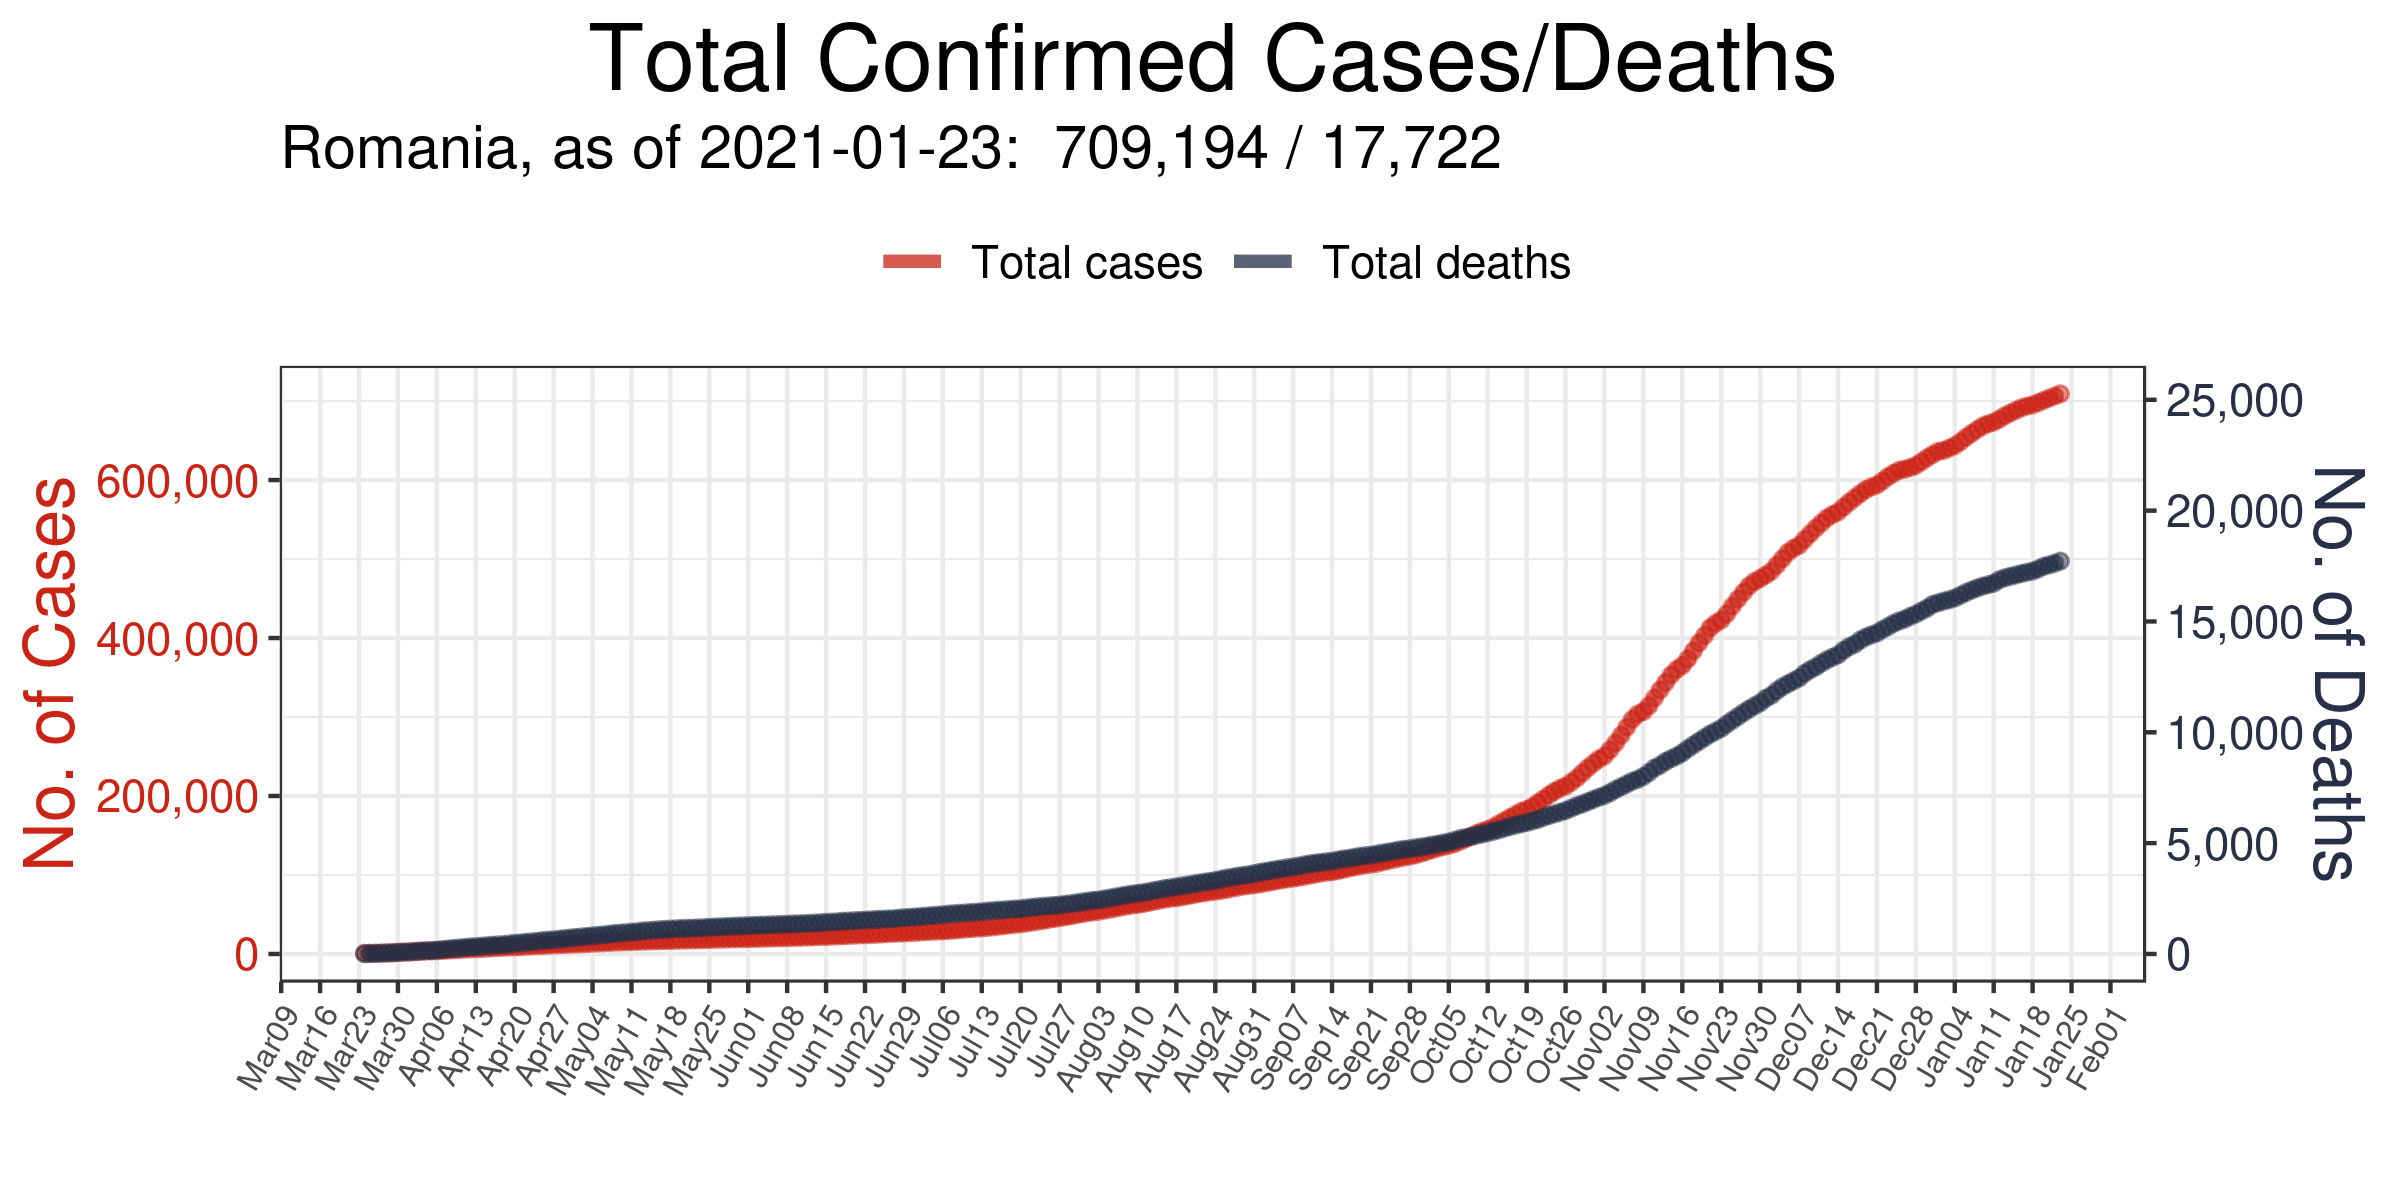 Total Confirmed Cases/Deaths
Romania, as of 2021-01-23:  709,194 / 17,722
Total cases
Total deaths
No. of Cases
600,000
400,000
200,000
0
25,000
20,000
15,000
10,000
5,000
0
No. of Deaths
Mar09
Mar16
Mar23
Mar30
Apr06
Apr13
Apr20
Apr27
May04
May11
May18
May25
Jun01
Jun08
Jun15
Jun22
Jun29
Jul06
Jul13
Jul20
Jul27
Aug03
Aug10
Aug17
Aug24
Aug31
Sep07
Sep14
Sep21
Sep28
Oct05
Oct12
Oct19
Oct26
Nov02
Nov09
Nov16
Nov23
Nov30
Dec07
Dec14
Dec21
Dec28
Jan04
Jan11
Jan18
Jan25
Feb01